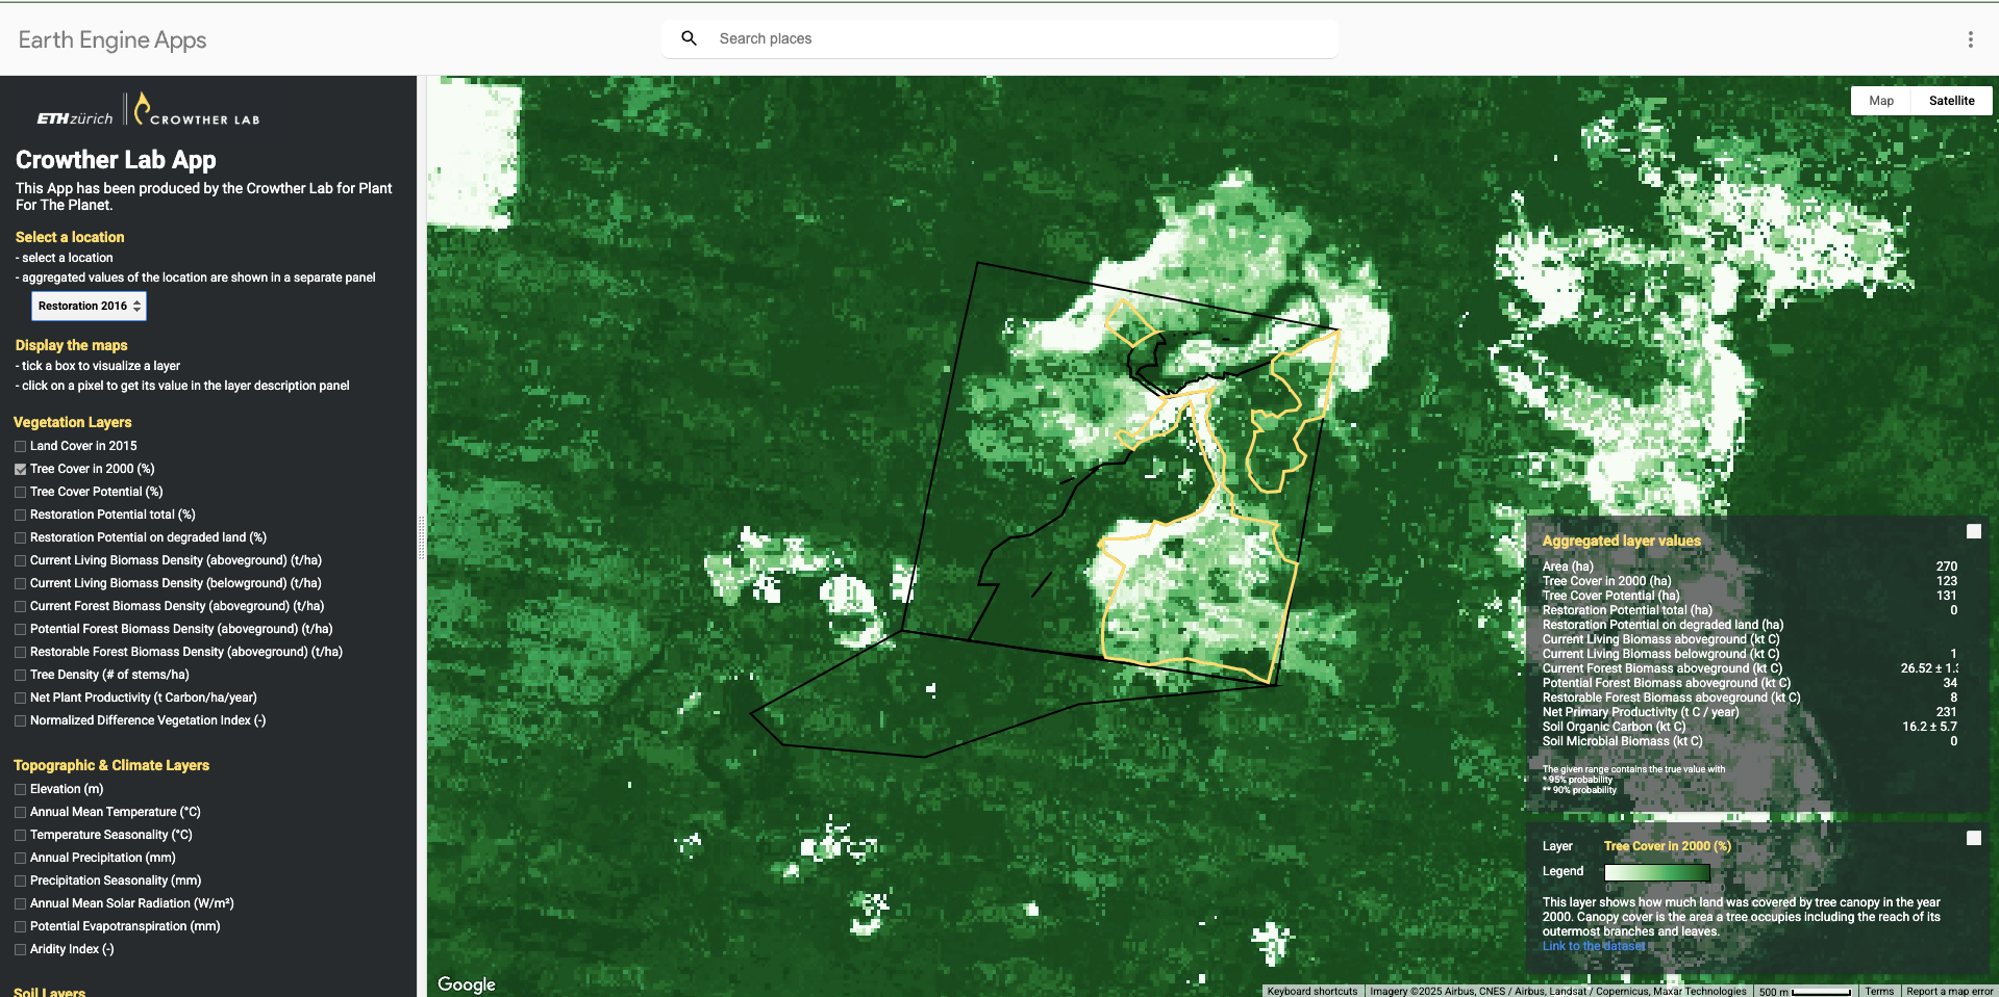 Earth Engine Apps
Search places
ETH zürich
CROWTHER LAB
Crowther Lab App
This App has been produced by the Crowther Lab for Plant
For The Planet.
Select a location
- select a location
- aggregated values of the location are shown in a separate panel
Restoration 2016
Display the maps
- tick a box to visualize a layer
- click on a pixel to get its value in the layer description panel
Vegetation Layers
Land Cover in 2015
Tree Cover in 2000 (%)
Tree Cover Potential (%)
Restoration Potential total (%)
Restoration Potential on degraded land (%)
Current Living Biomass Density (aboveground) (t/ha)
Current Living Biomass Density (belowground) (t/ha)
Current Forest Biomass Density (aboveground) (t/ha)
Potential Forest Biomass Density (aboveground) (t/ha)
Restorable Forest Biomass Density (aboveground) (t/ha)
Tree Density (# of stems/ha)
Net Plant Productivity (t Carbon/ha/year)
Normalized Difference Vegetation Index (-)
Topographic & Climate Layers
Elevation (m)
Annual Mean Temperature (°C)
Temperature Seasonality (°C)
Annual Precipitation (mm)
Precipitation Seasonality (mm)
Annual Mean Solar Radiation (W/m²)
Potential Evapotranspiration (mm)
Aridity Index (-)
Soil Layers
Map Satellite
Aggregated layer values
Area (ha) 270
Tree Cover in 2000 (ha) 123
Tree Cover Potential (ha) 131
Restoration Potential total (ha) 0
Restoration Potential on degraded land (ha)
Current Living Biomass aboveground (kt C)
Current Living Biomass belowground (kt C) 1
Current Forest Biomass aboveground (kt C) 26.52 ± 1.
Potential Forest Biomass aboveground (kt C) 34
Restorable Forest Biomass aboveground (kt C) 8
Net Primary Productivity (t C / year) 231
Soil Organic Carbon (kt C) 16.2 ± 5.7
Soil Microbial Biomass (kt C) 0
The given range contains the true value with
* 95% probability
** 90% probability
Layer Tree Cover in 2000 (%)
Legend
This layer shows how much land was covered by tree canopy in the year
2000. Canopy cover is the area a tree occupies including the reach of its
outermost branches and leaves.
Link to the dataset
Google
Keyboard shortcuts Imagery ©2025 Airbus, CNES / Airbus, Landsat / Copernicus, Maxar Technologies 500 m Terms Report a map error